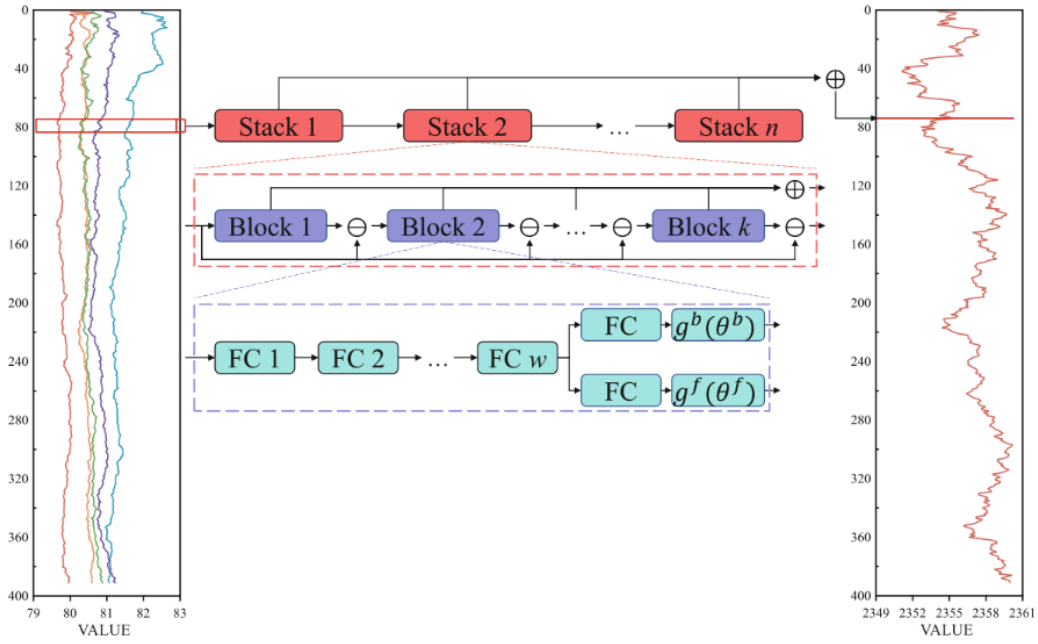 0
40
80
120
160
200
240
280
320
360
400
79 80 81 82 83
VALUE
Stack 1 Stack 2 ... Stack n
Block 1 Block 2 ... Block k
FC 1 FC 2 ... FC w
FC g^b(θ^b)
FC g^f(θ^f)
0
40
80
120
160
200
240
280
320
360
400
2349 2352 2355 2358 2361
VALUE